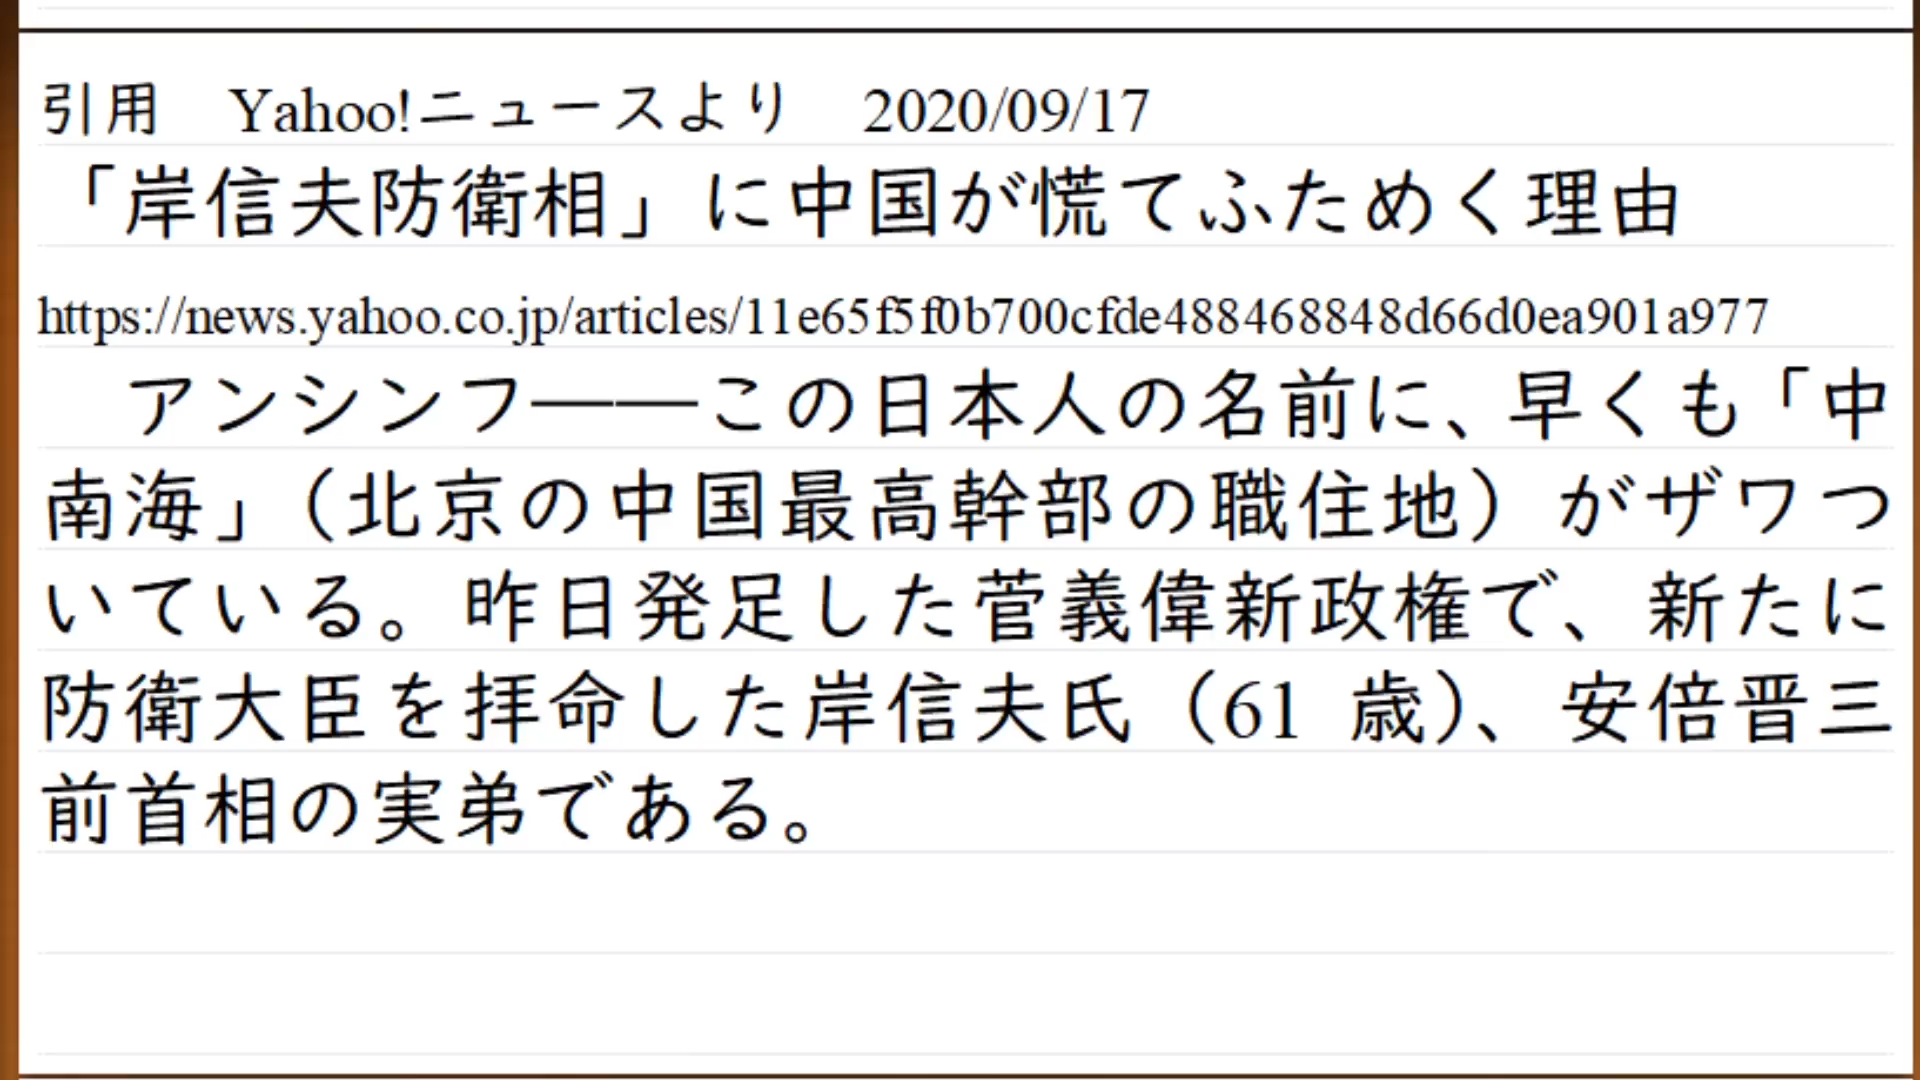 引用　Yahoo!ニュースより　2020/09/17
「岸信夫防衛相」に中国が慌てふためく理由
https://news.yahoo.co.jp/articles/11e65f5f0b700cfde488468848d66d0ea901a977
　アンシンフ――この日本人の名前に、早くも「中
南海」（北京の中国最高幹部の職住地）がザワつ
いている。昨日発足した菅義偉新政権で、新たに
防衛大臣を拝命した岸信夫氏（61 歳）、安倍晋三
前首相の実弟である。